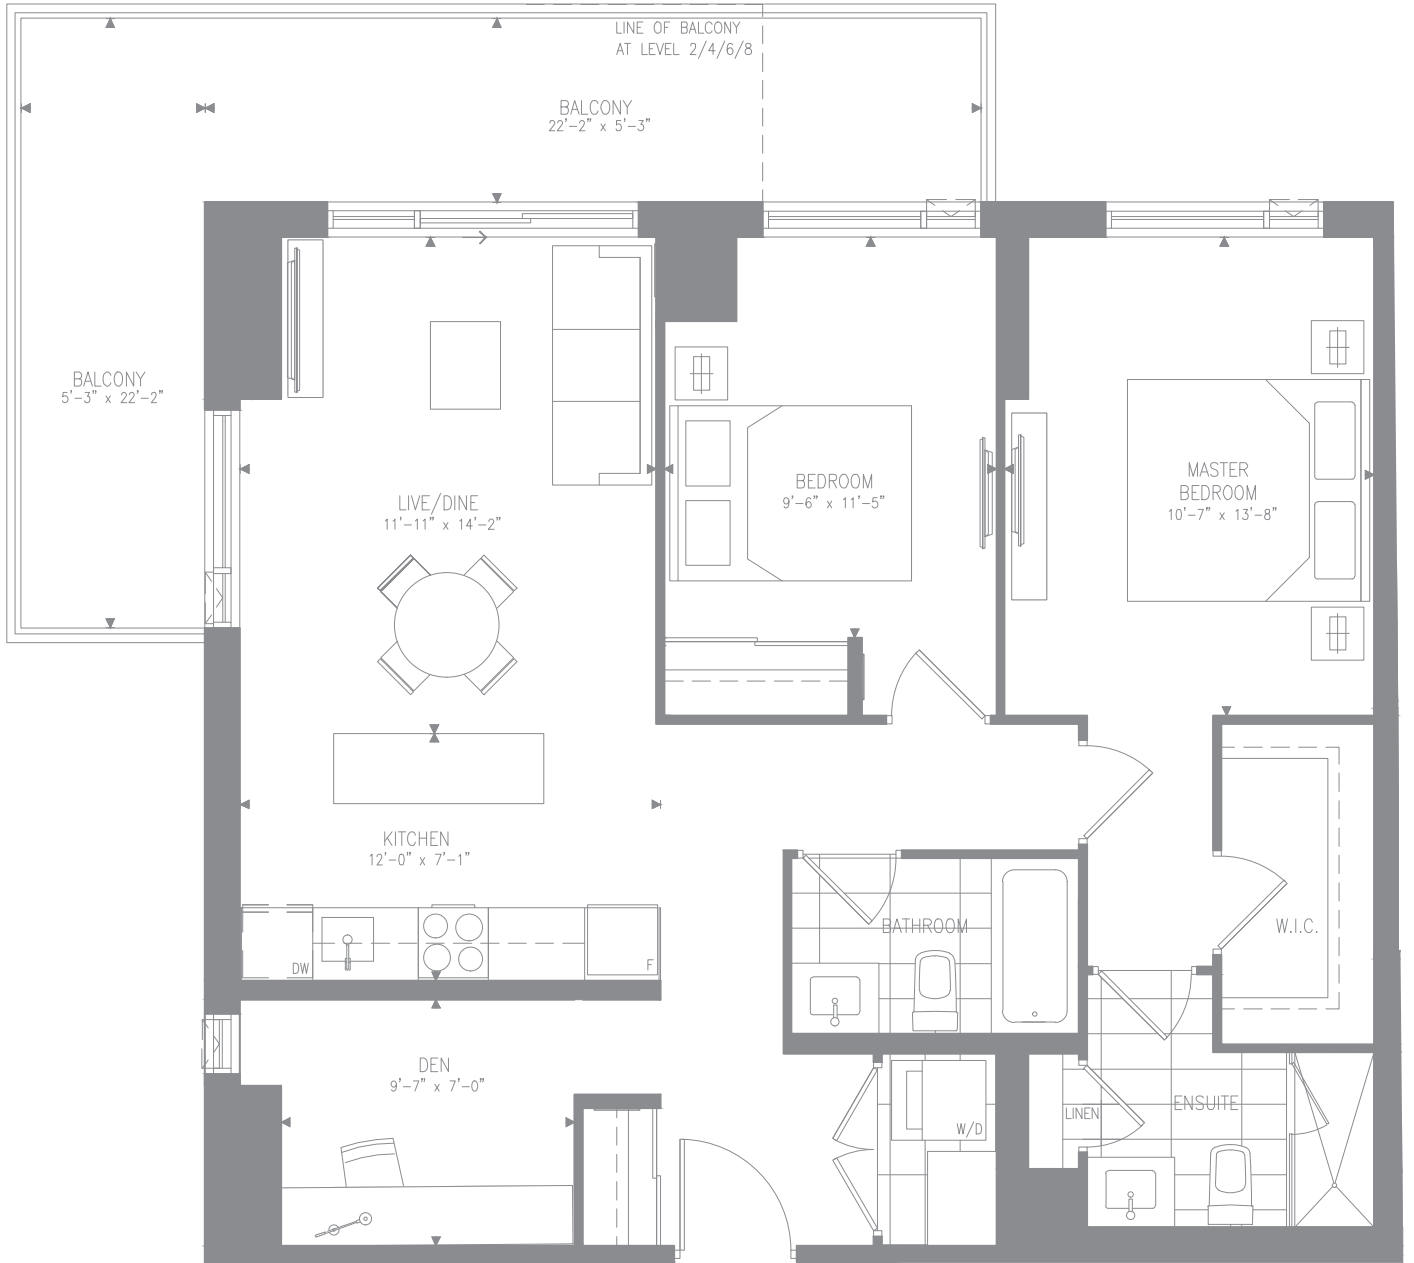 LINE OF BALCONY
AT LEVEL 2/4/6/8
BALCONY
22'-2" x 5'-3"
BALCONY
5'-3" x 22'-2"
LIVE/DINE
11'-11" x 14'-2"
BEDROOM
9'-6" x 11'-5"
MASTER
BEDROOM
10'-7" x 13'-8"
KITCHEN
12'-0" x 7'-1"
DW
F
BATHROOM
W.I.C.
DEN
9'-7" x 7'-0"
W/D
LINEN
ENSUITE